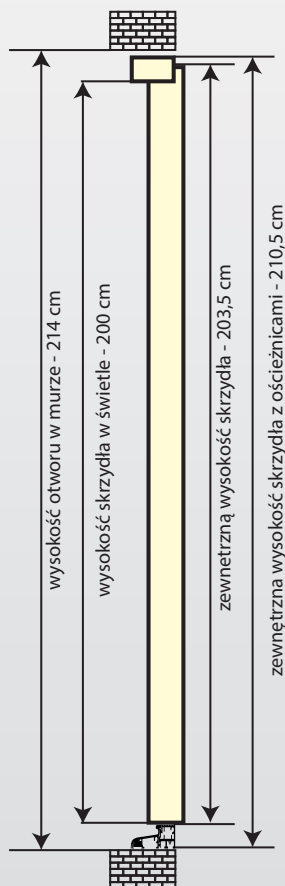 wysokość otworu w murze - 214 cm
wysokość skrzydła w świetle - 200 cm
zewnetrzną wysokość skrzydła - 203,5 cm
zewnętrzna wysokość skrzydła z ościeżnicami - 210,5 cm